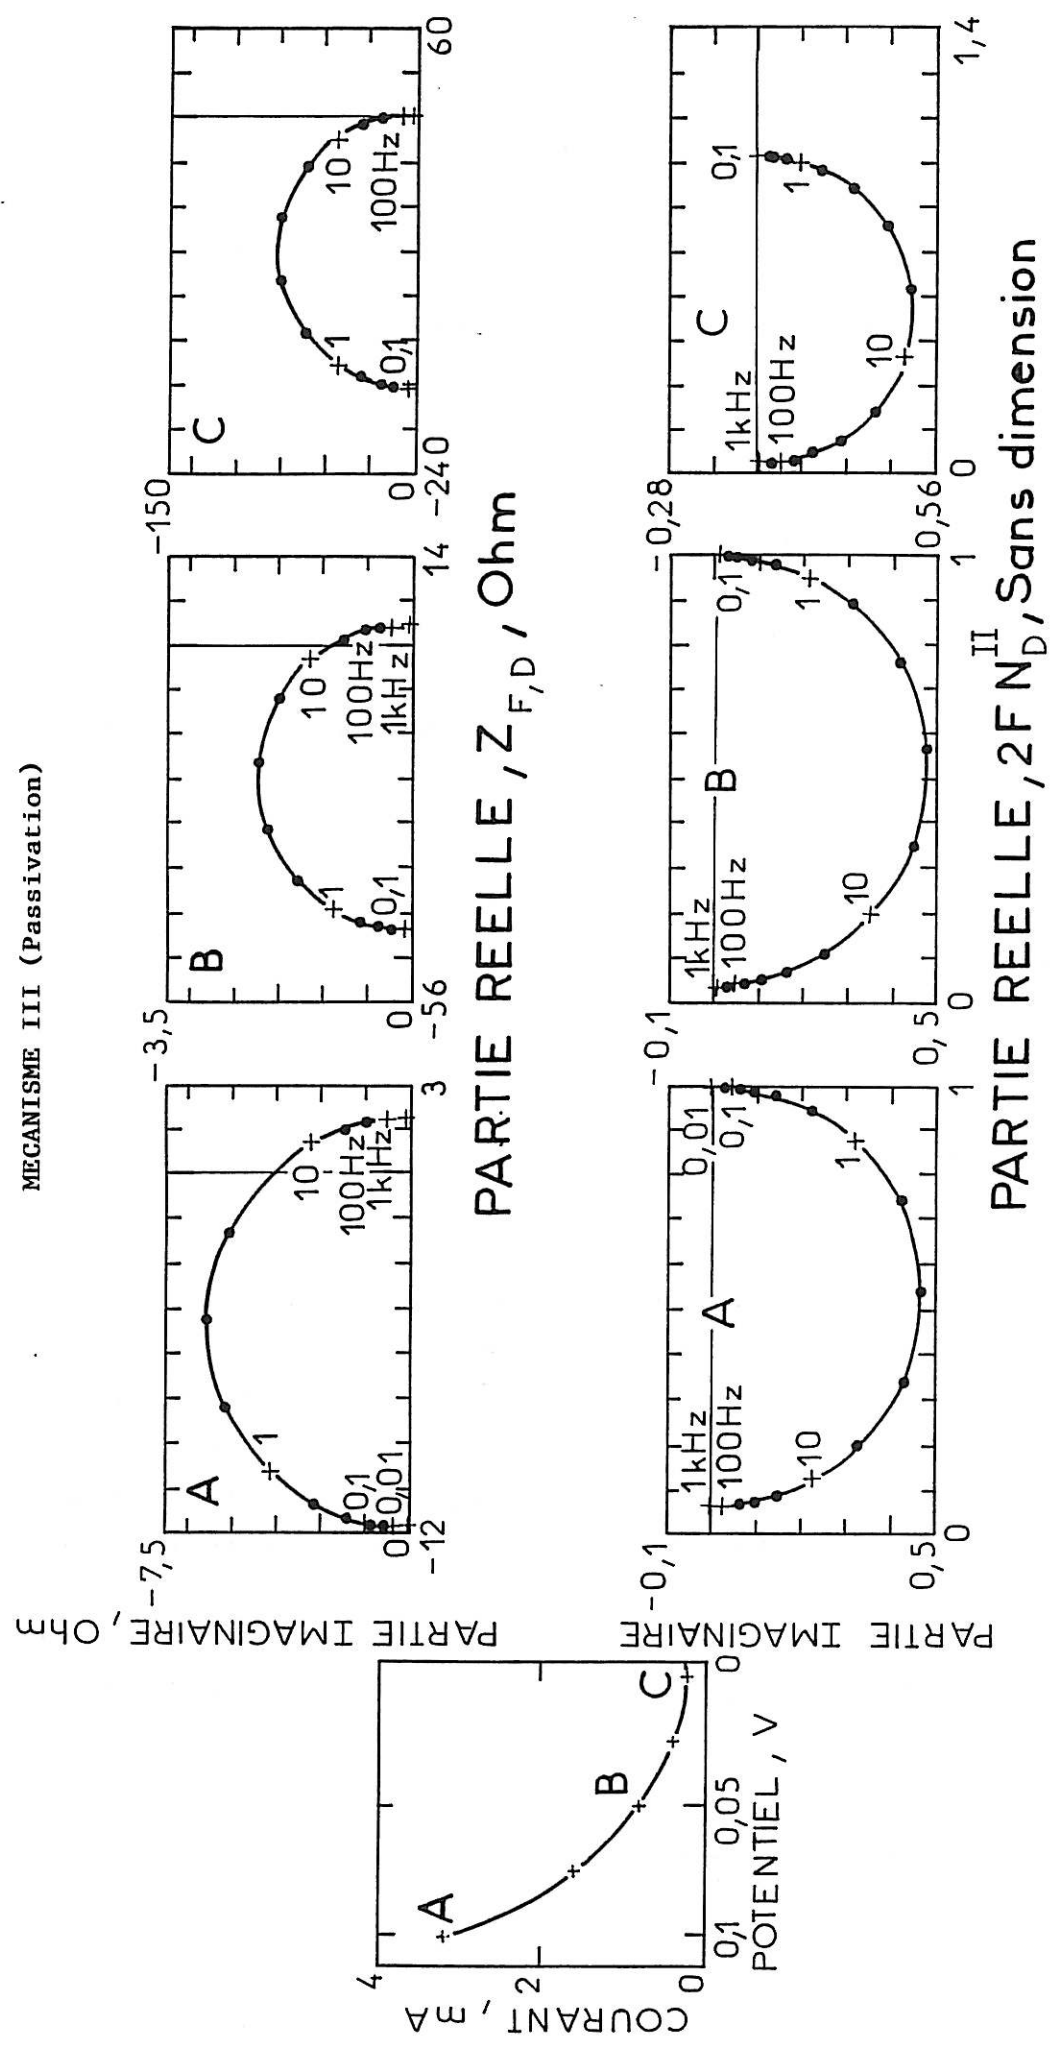 MECANISME III (Passivation)
COURANT, mA
4
2
0
0,1
0,05
0
POTENTIEL, V
A
B
C
PARTIE IMAGINAIRE, Ohm
-7,5
0
-12
3
A
10
1
100Hz
1kHz
0,1
0,01
-3,5
0
-56
14
B
10
1
100Hz
1kHz
0,1
-150
0
-240
60
C
10
1
100Hz
0,1
PARTIE REELLE, Z F,D, Ohm
PARTIE IMAGINAIRE
-0,1
0,5
0
1
1kHz
100Hz
10
A
1
0,01
0,1
-0,1
0,5
0
1
1kHz
100Hz
10
B
1
0,1
-0,28
0,56
0
1,4
1kHz
100Hz
10
C
1
0,1
PARTIE REELLE, 2F N D II, Sans dimension